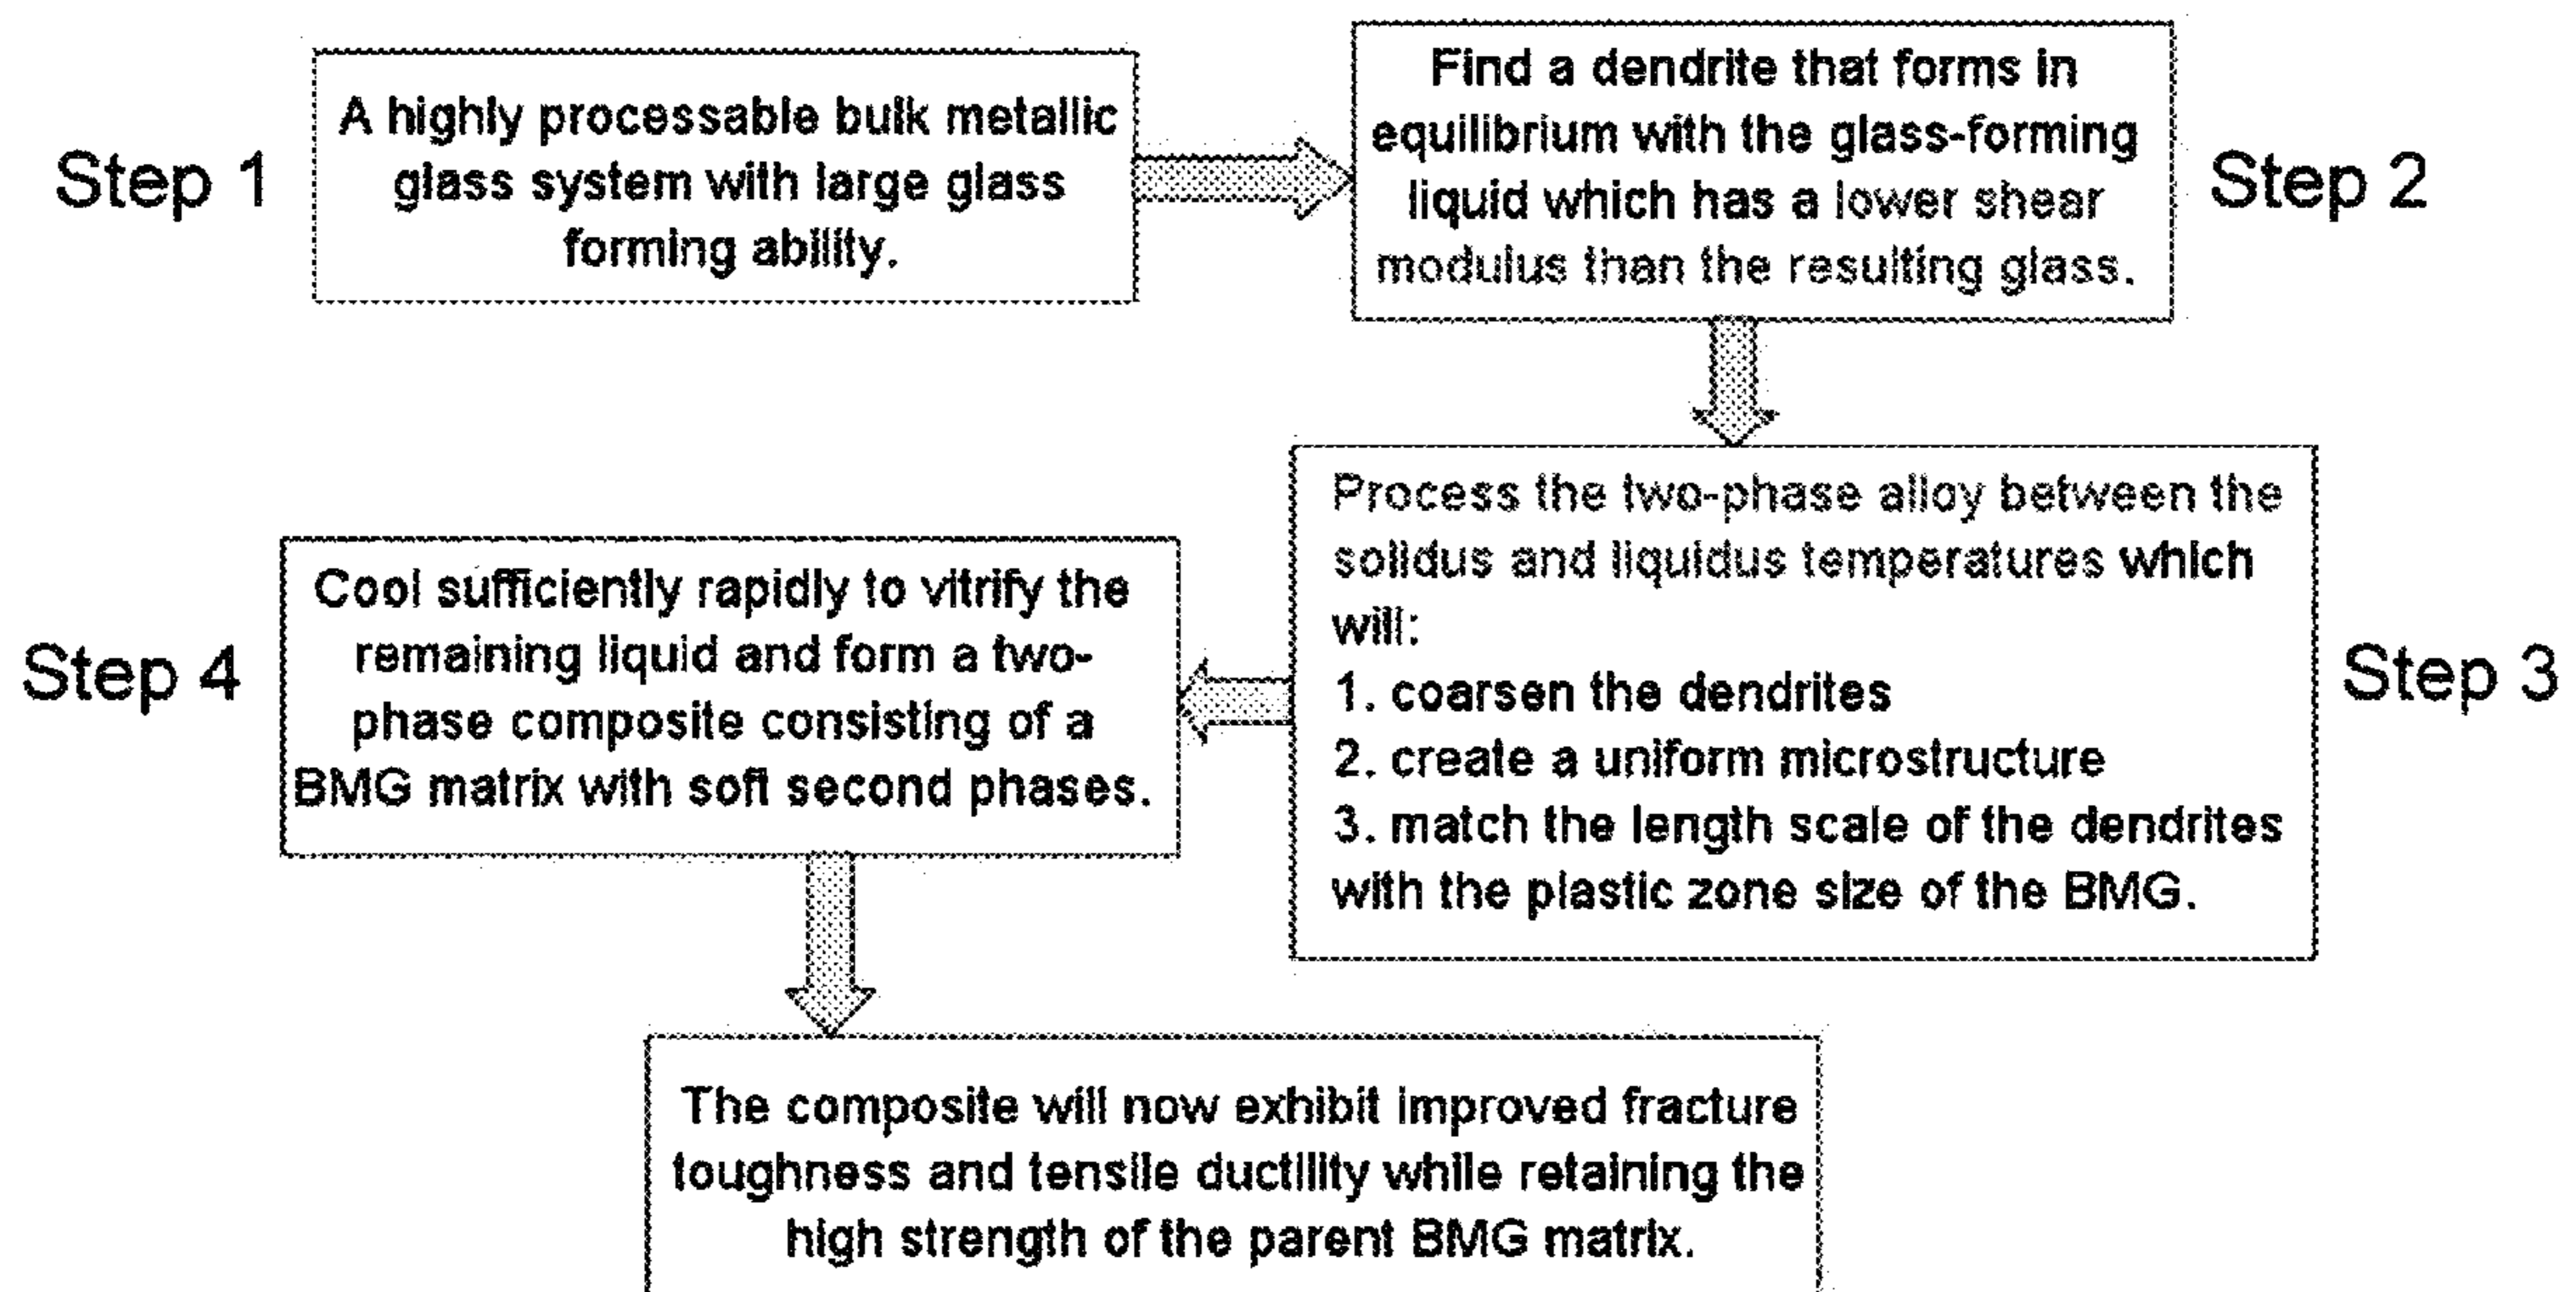 Step 1
A highly processable bulk metallic
glass system with large glass
forming ability.
Find a dendrite that forms in
equilibrium with the glass-forming
liquid which has a lower shear
modulus than the resulting glass.
Step 2
Process the two-phase alloy between the
solidus and liquidus temperatures which
will:
1. coarsen the dendrites
2. create a uniform microstructure
3. match the length scale of the dendrites
with the plastic zone size of the BMG.
Step 3
Step 4
Cool sufficiently rapidly to vitrify the
remaining liquid and form a two-
phase composite consisting of a
BMG matrix with soft second phases.
The composite will now exhibit improved fracture
toughness and tensile ductility while retaining the
high strength of the parent BMG matrix.